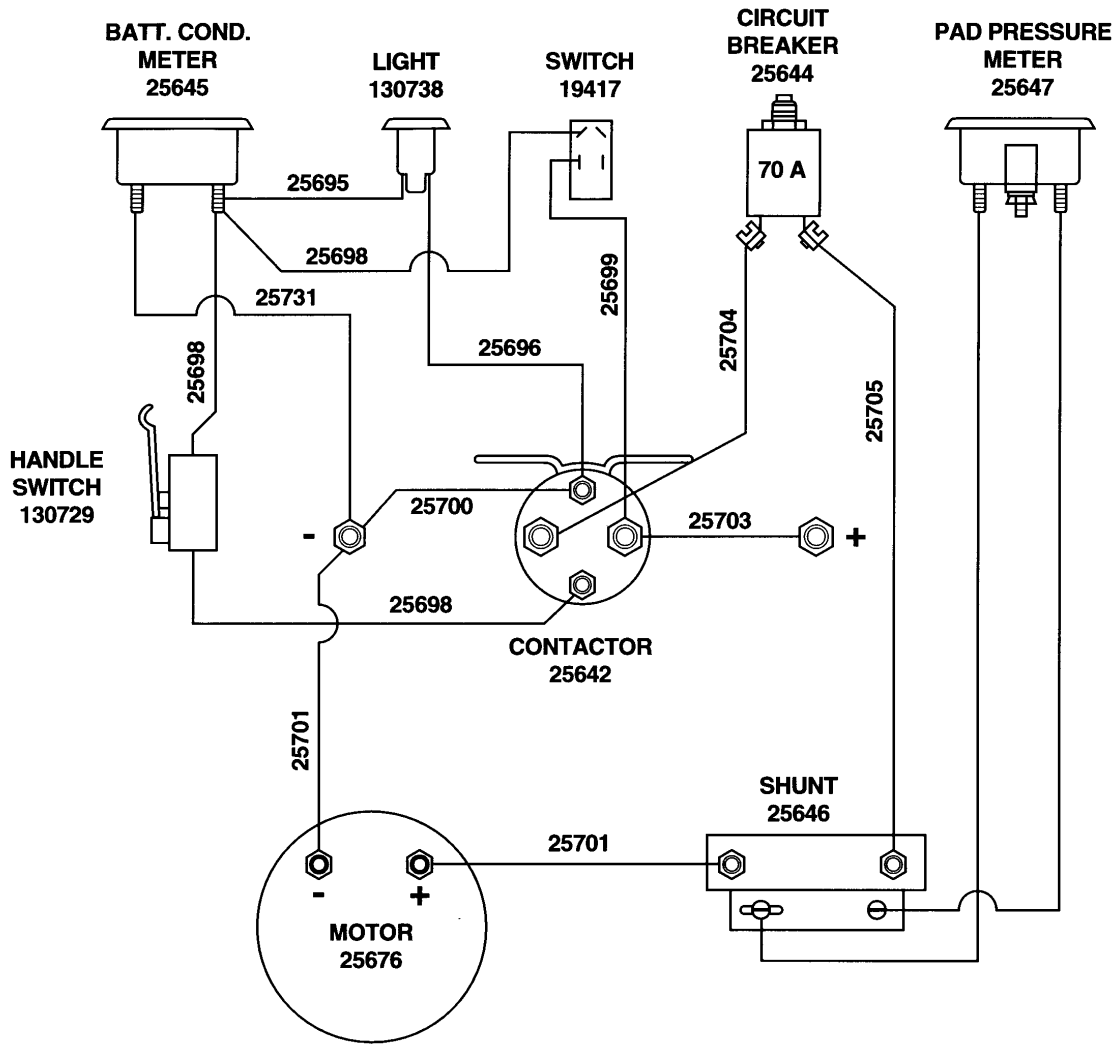 BATT. COND.
METER
25645
LIGHT
130738
SWITCH
19417
CIRCUIT
BREAKER
25644
PAD PRESSURE
METER
25647
70 A
25695
25698
25731
25699
25704
25698
25696
25705
HANDLE
SWITCH
130729
25700
25703
-
+
25698
CONTACTOR
25642
25701
SHUNT
25646
25701
-
+
MOTOR
25676